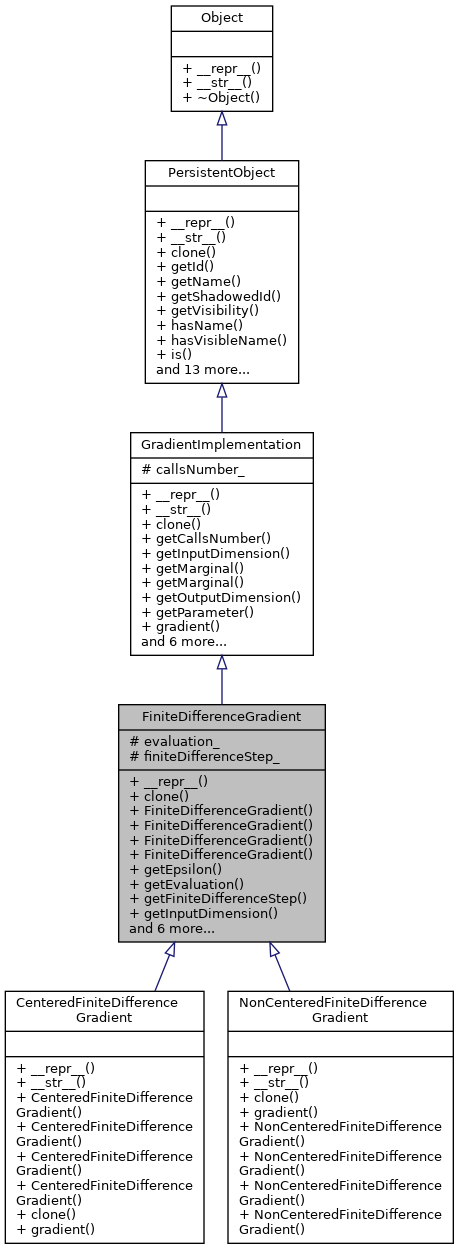 Object
+ __repr__()
+ __str__()
+ ~Object()
PersistentObject
+ __repr__()
+ __str__()
+ clone()
+ getId()
+ getName()
+ getShadowedId()
+ getVisibility()
+ hasName()
+ hasVisibleName()
+ is()
and 13 more...
GradientImplementation
# callsNumber_
+ __repr__()
+ __str__()
+ clone()
+ getCallsNumber()
+ getInputDimension()
+ getMarginal()
+ getMarginal()
+ getOutputDimension()
+ getParameter()
+ gradient()
and 6 more...
FiniteDifferenceGradient
# evaluation_
# finiteDifferenceStep_
+ __repr__()
+ clone()
+ FiniteDifferenceGradient()
+ FiniteDifferenceGradient()
+ FiniteDifferenceGradient()
+ FiniteDifferenceGradient()
+ getEpsilon()
+ getEvaluation()
+ getFiniteDifferenceStep()
+ getInputDimension()
and 6 more...
CenteredFiniteDifference
Gradient
+ __repr__()
+ __str__()
+ CenteredFiniteDifference
Gradient()
+ CenteredFiniteDifference
Gradient()
+ CenteredFiniteDifference
Gradient()
+ CenteredFiniteDifference
Gradient()
+ clone()
+ gradient()
NonCenteredFiniteDifference
Gradient
+ __repr__()
+ __str__()
+ clone()
+ gradient()
+ NonCenteredFiniteDifference
Gradient()
+ NonCenteredFiniteDifference
Gradient()
+ NonCenteredFiniteDifference
Gradient()
+ NonCenteredFiniteDifference
Gradient()